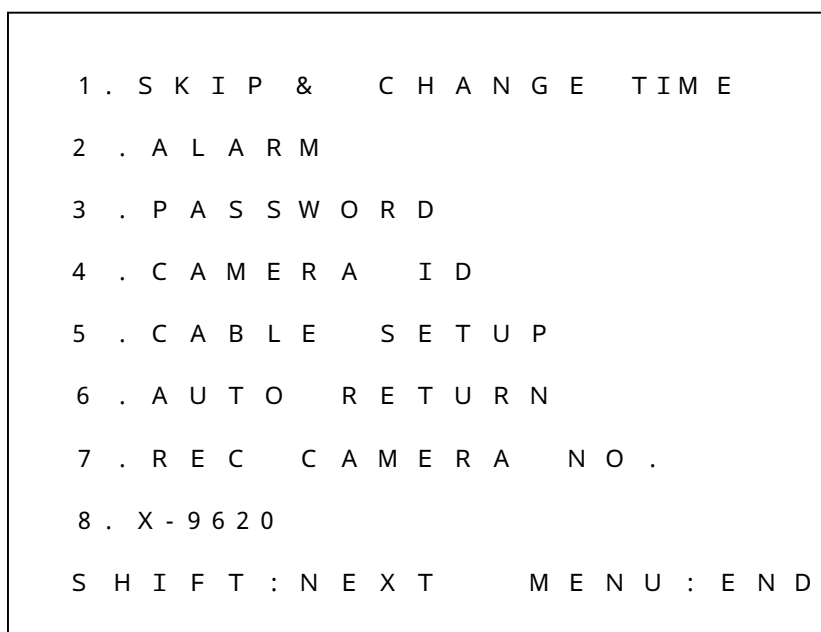 1. SKIP & CHANGE TIME
2. ALARM
3. PASSWORD
4. CAMERA ID
5. CABLE SETUP
6. AUTO RETURN
7. REC CAMERA NO.
8. X-9620
SHIFT:NEXT MENU:END